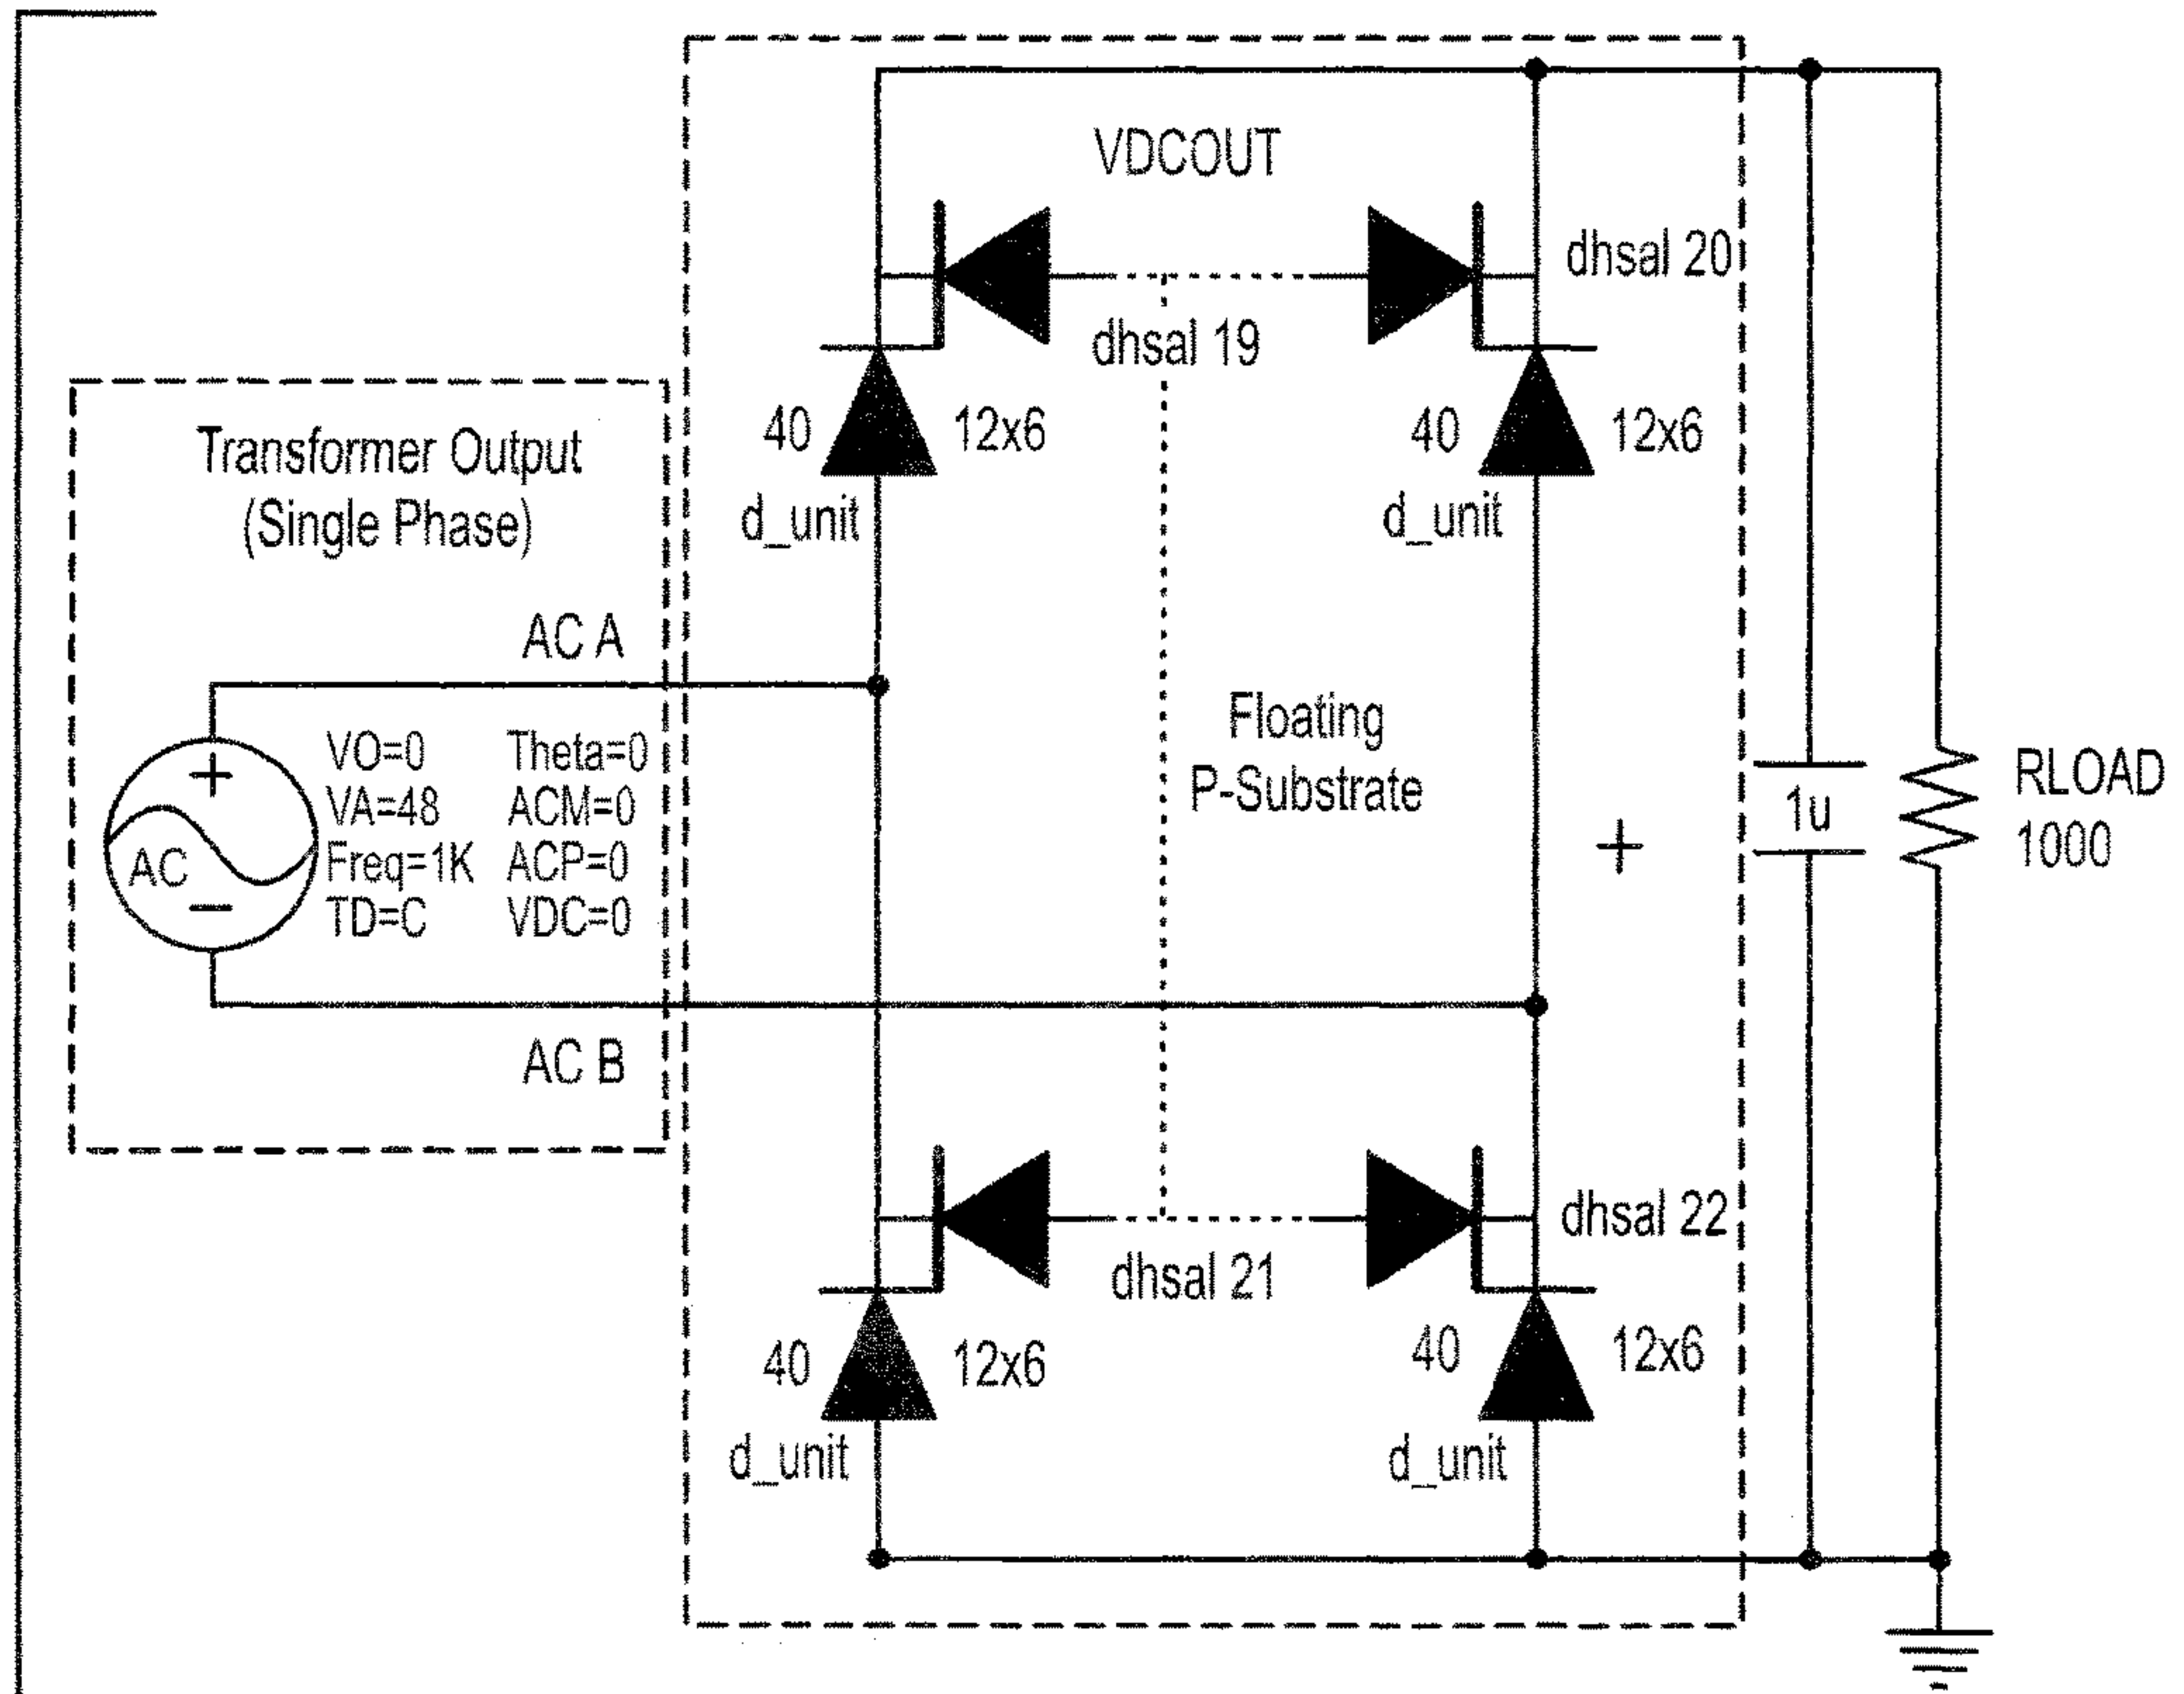 VDCOUT
dhsal 20
dhsal 19
40
12x6
40
12x6
d_unit
d_unit
Transformer Output
(Single Phase)
AC A
VO=0
Theta=0
VA=48
ACM=0
Freq=1K
ACP=0
TD=C
VDC=0
+
AC
−
Floating
P-Substrate
+
1u
RLOAD
1000
AC B
dhsal 22
dhsal 21
40
12x6
40
12x6
d_unit
d_unit